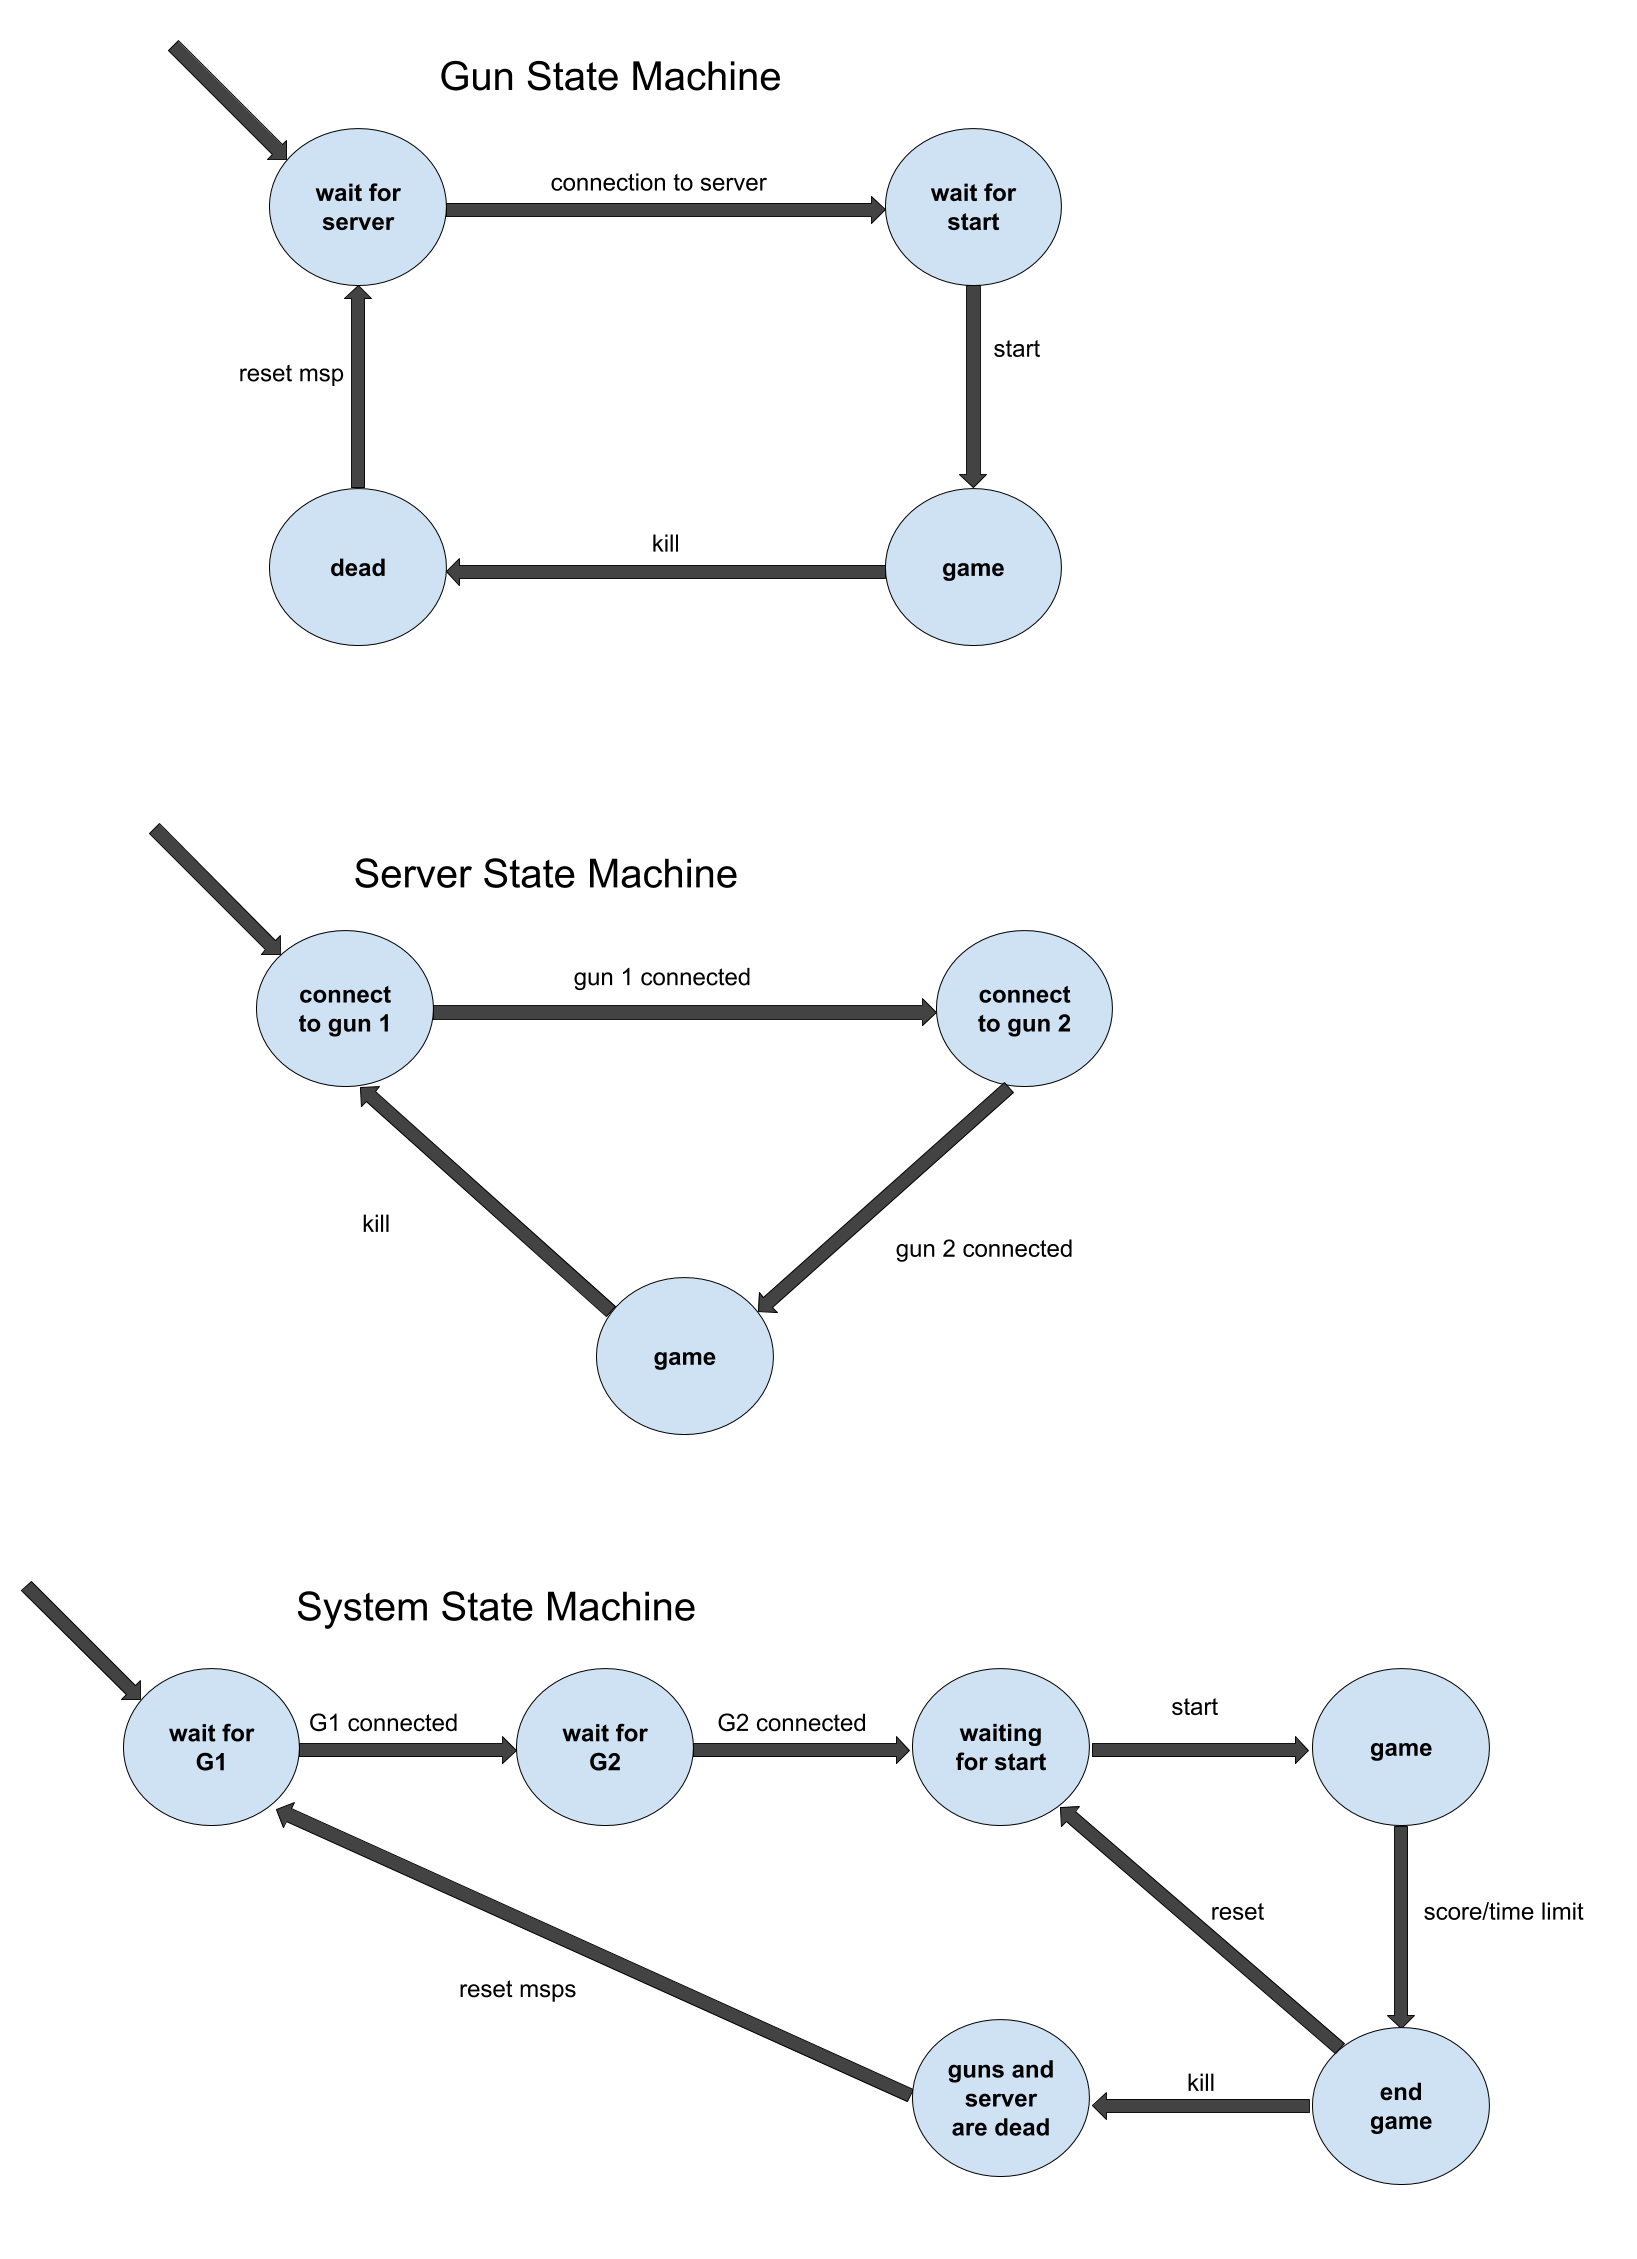 Gun State Machine
wait for
server
connection to server
wait for
start
start
reset msp
dead
kill
game
Server State Machine
connect
to gun 1
gun 1 connected
connect
to gun 2
kill
gun 2 connected
game
System State Machine
wait for
G1
G1 connected
wait for
G2
G2 connected
waiting
for start
start
game
reset
score/time limit
reset msps
guns and
server
are dead
kill
end
game